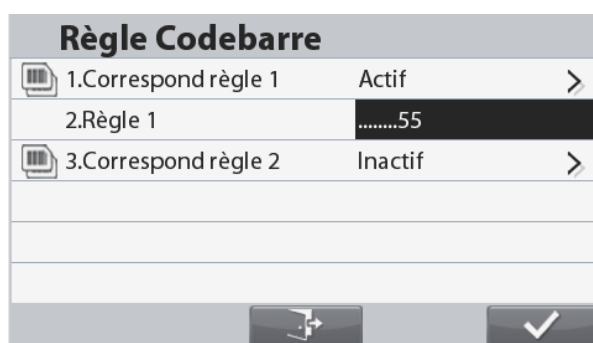 Règle Codebarre
1.Correspond règle 1 Actif
2.Règle 1 ........55
3.Correspond règle 2 Inactif